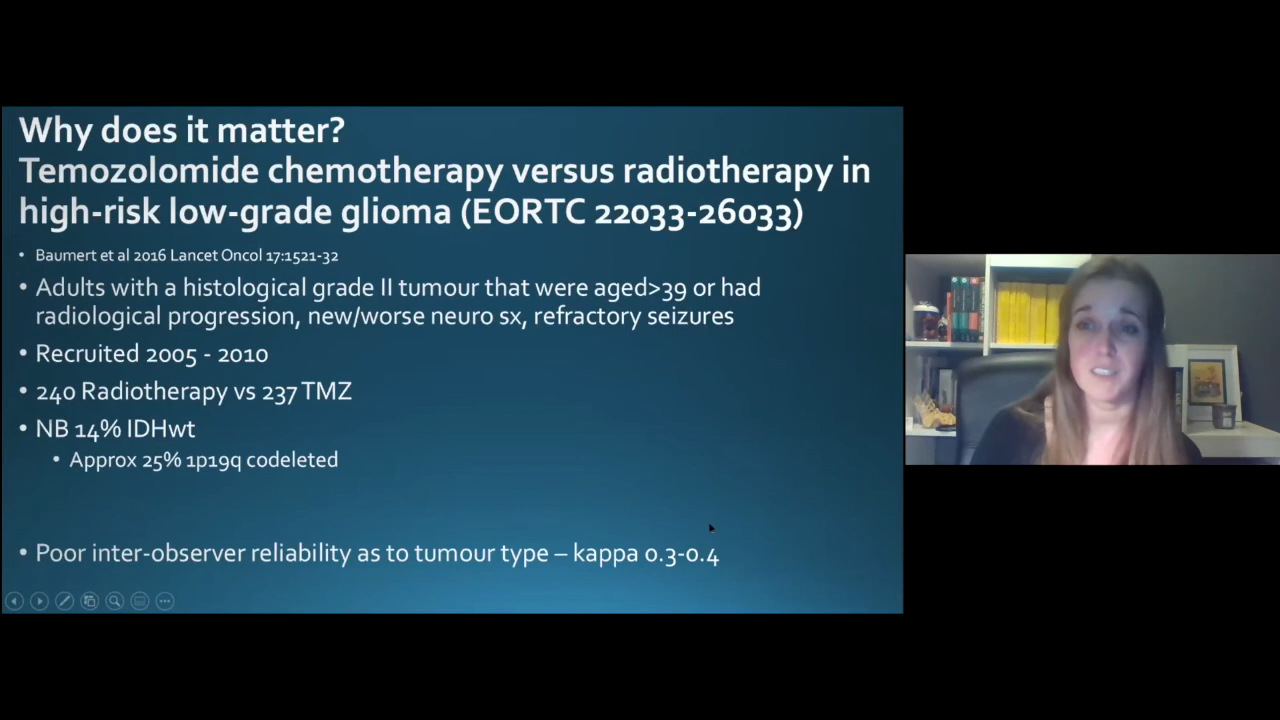 Why does it matter?
Temozolomide chemotherapy versus radiotherapy in
high-risk low-grade glioma (EORTC 22033-26033)
• Baumert et al 2016 Lancet Oncol 17:1521-32
• Adults with a histological grade II tumour that were aged>39 or had
radiological progression, new/worse neuro sx, refractory seizures
• Recruited 2005 - 2010
• 240 Radiotherapy vs 237 TMZ
• NB 14% IDHwt
• Approx 25% 1p19q codeleted
• Poor inter-observer reliability as to tumour type – kappa 0.3-0.4